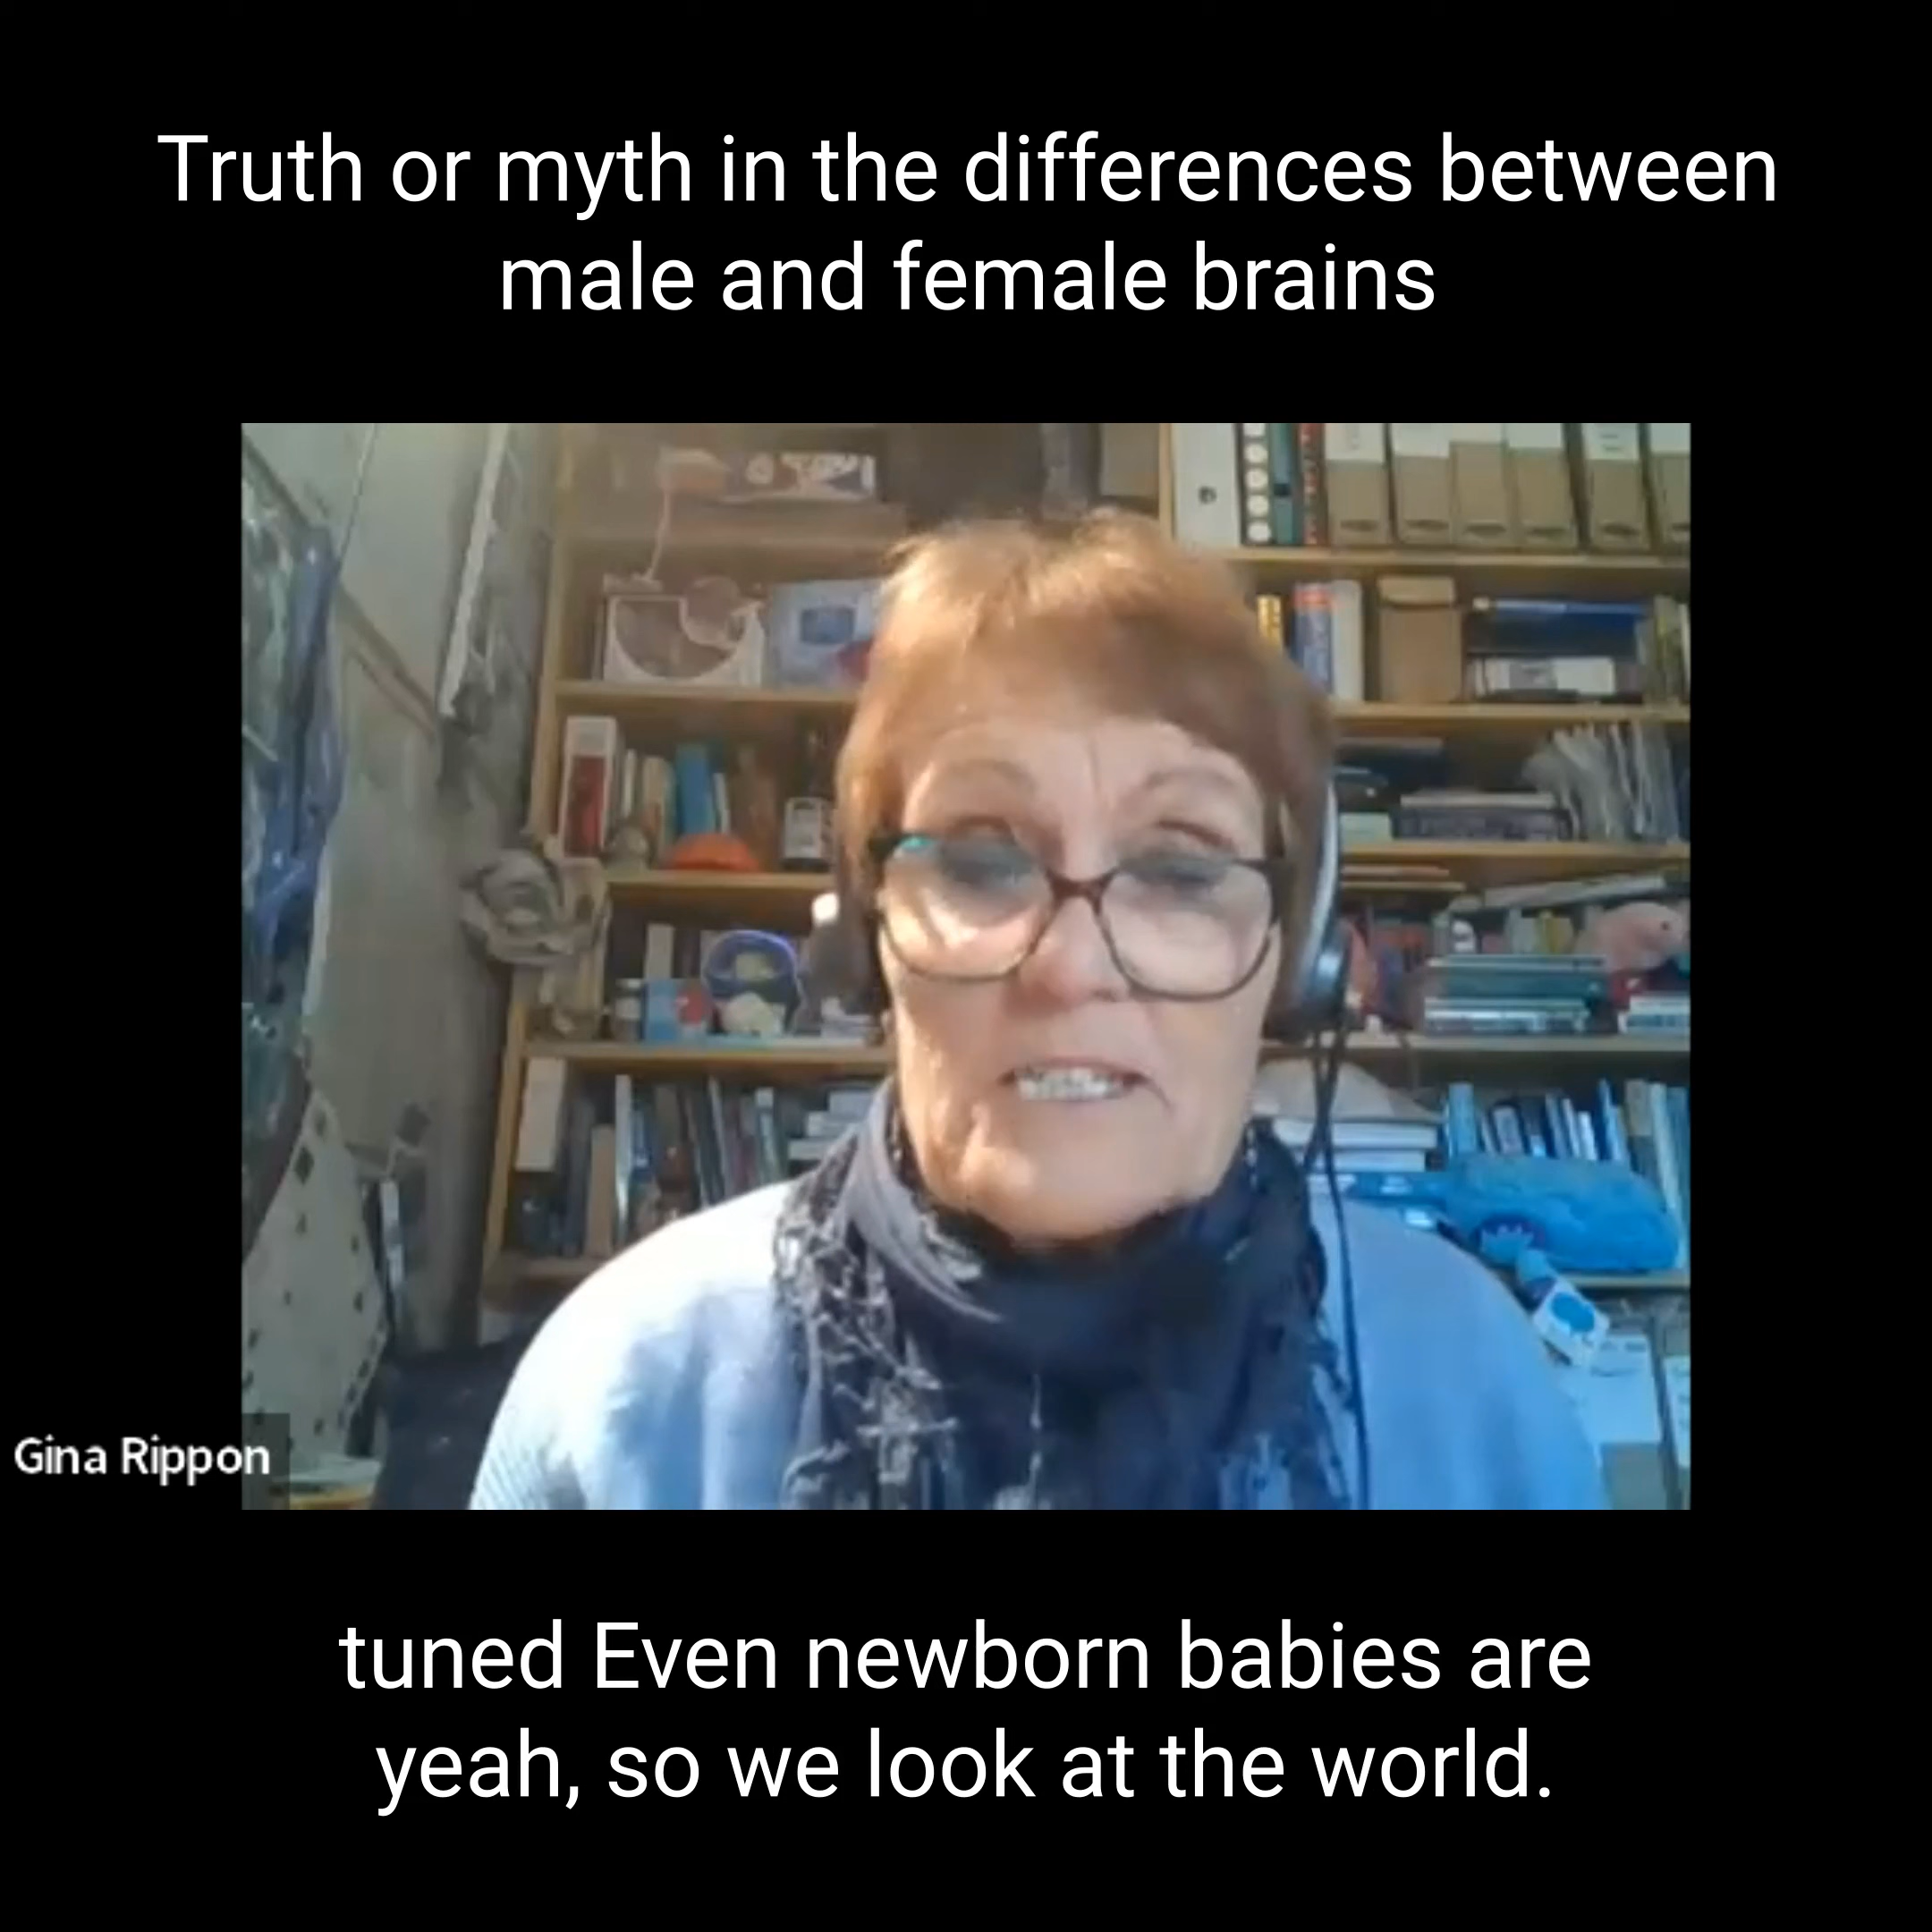 Truth or myth in the differences between
male and female brains
Gina Rippon
tuned Even newborn babies are
yeah, so we look at the world.